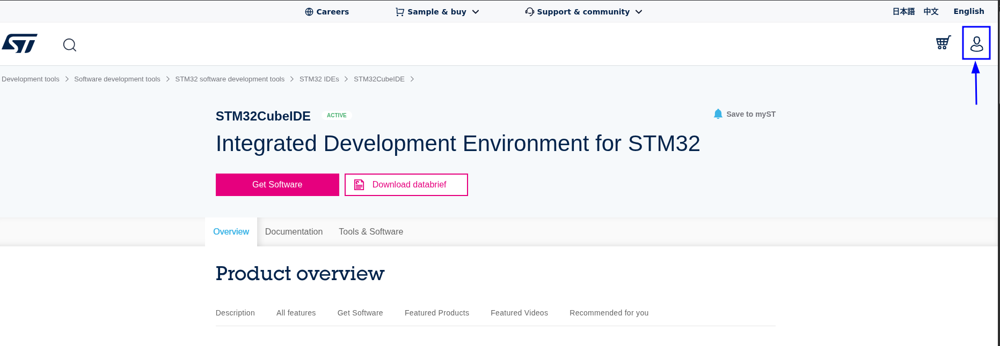 Careers Sample & buy Support & community 日本語 中文 English
ST
Development tools Software development tools STM32 software development tools STM32 IDEs STM32CubeIDE
STM32CubeIDE ACTIVE Save to myST
Integrated Development Environment for STM32
Get Software Download databrief
Overview Documentation Tools & Software
Product overview
Description All features Get Software Featured Products Featured Videos Recommended for you